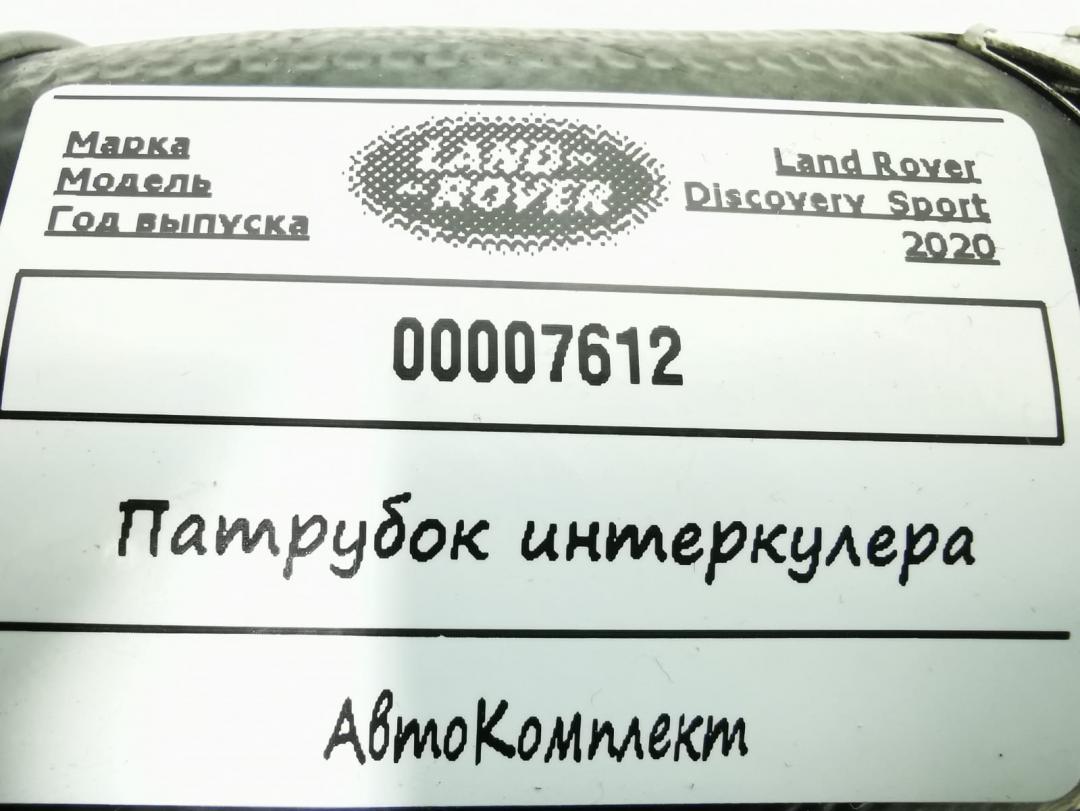 Марка
Модель
Год выпуска
LAND-
-ROVER
Land Rover
Discovery Sport
2020
00007612
Патрубок интеркулера
АвтоКомплект